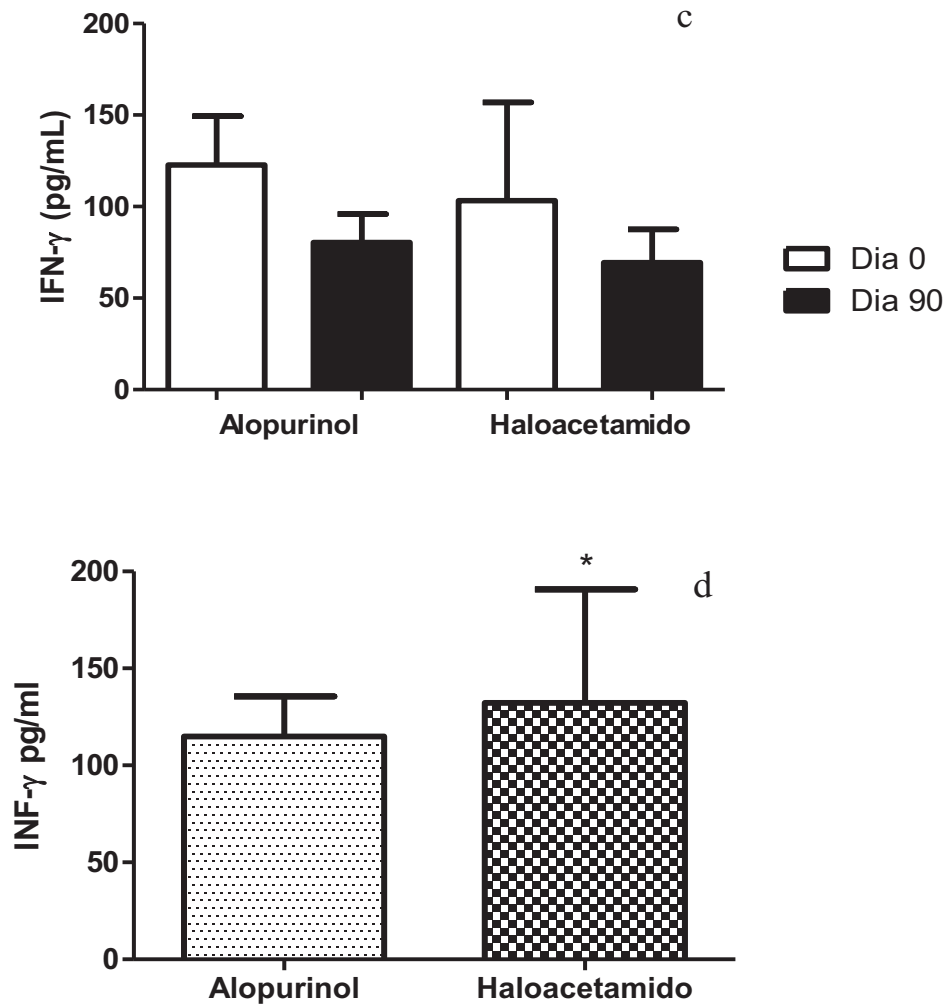 c
200
150
100
50
0
IFN-γ (pg/mL)
Alopurinol Haloacetamido
Dia 0
Dia 90
*
d
200
150
100
50
0
INF-γ pg/ml
Alopurinol Haloacetamido